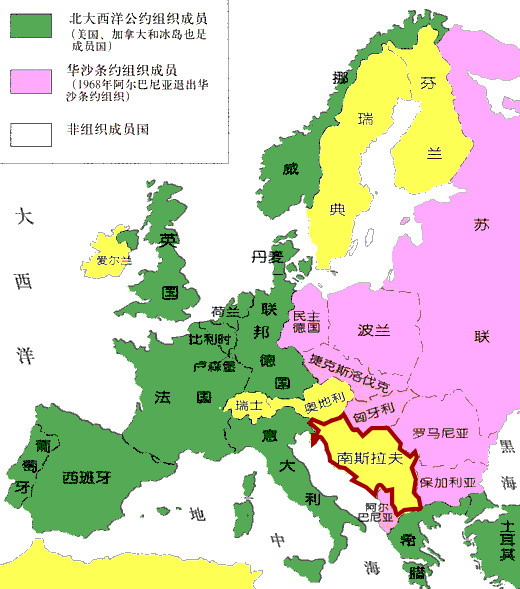 北大西洋公约组织成员
(美国、加拿大和冰岛也是
成员国)
华沙条约组织成员
(1968年阿尔巴尼亚退出华
沙条约组织)
非组织成员国
挪
威
瑞
典
芬
兰
苏
联
大
西
洋
爱尔兰
英
国
丹麦
荷兰
比利时
卢森堡
联
邦
德
国
民主
德国
波兰
捷克斯洛伐克
法 国
瑞士
奥地利
匈牙利
罗马尼亚
黑
海
南斯拉夫
保加利亚
意
大
利
葡
萄
牙
西班牙
阿尔
巴尼亚
希
腊
土
耳
其
地
中
海